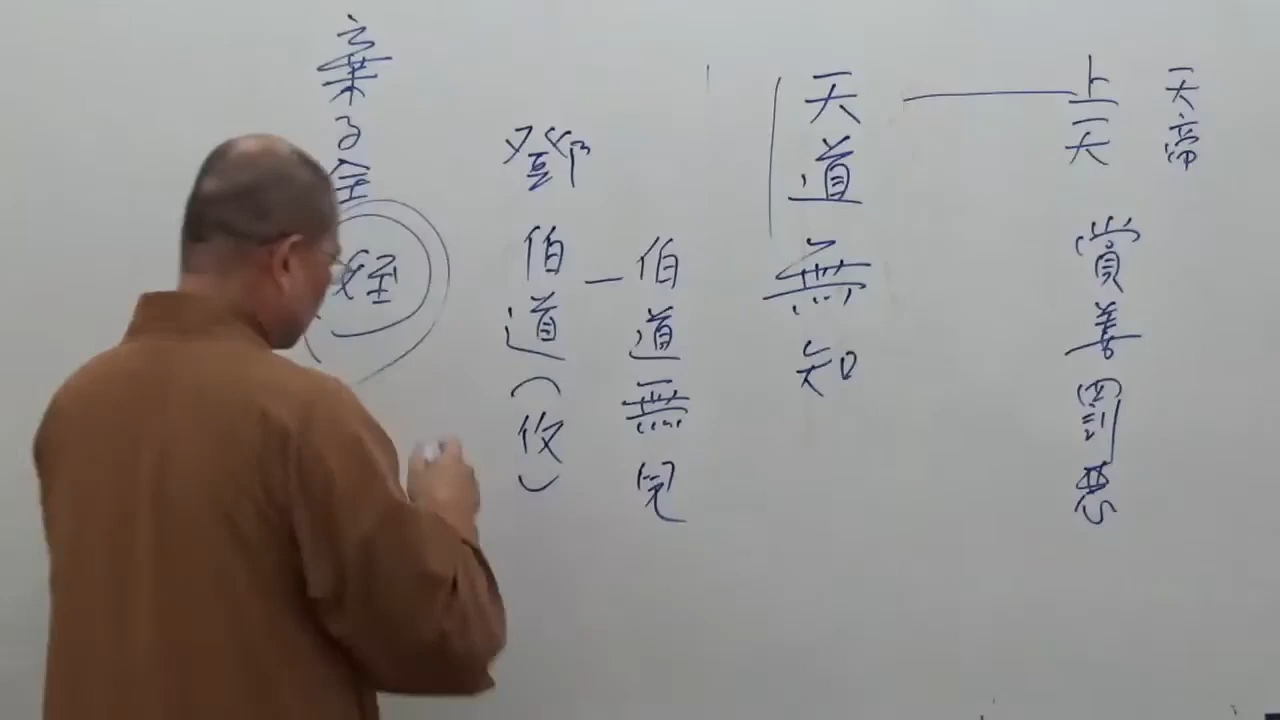 天帝
上天 賞善罰惡
天道無知
伯道無兒
鄧伯道(攸)
棄子全姪